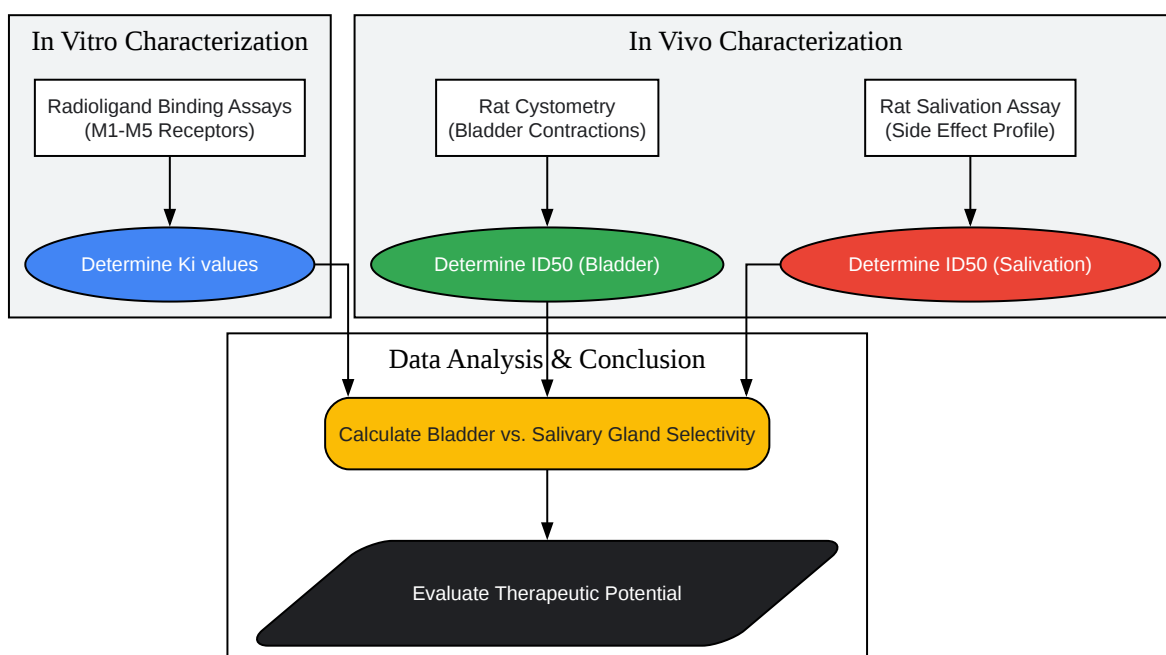 In Vitro Characterization
Radioligand Binding Assays
(M1-M5 Receptors)
Determine Ki values
In Vivo Characterization
Rat Cystometry
(Bladder Contractions)
Rat Salivation Assay
(Side Effect Profile)
Determine ID50 (Bladder)
Determine ID50 (Salivation)
Data Analysis & Conclusion
Calculate Bladder vs. Salivary Gland Selectivity
Evaluate Therapeutic Potential